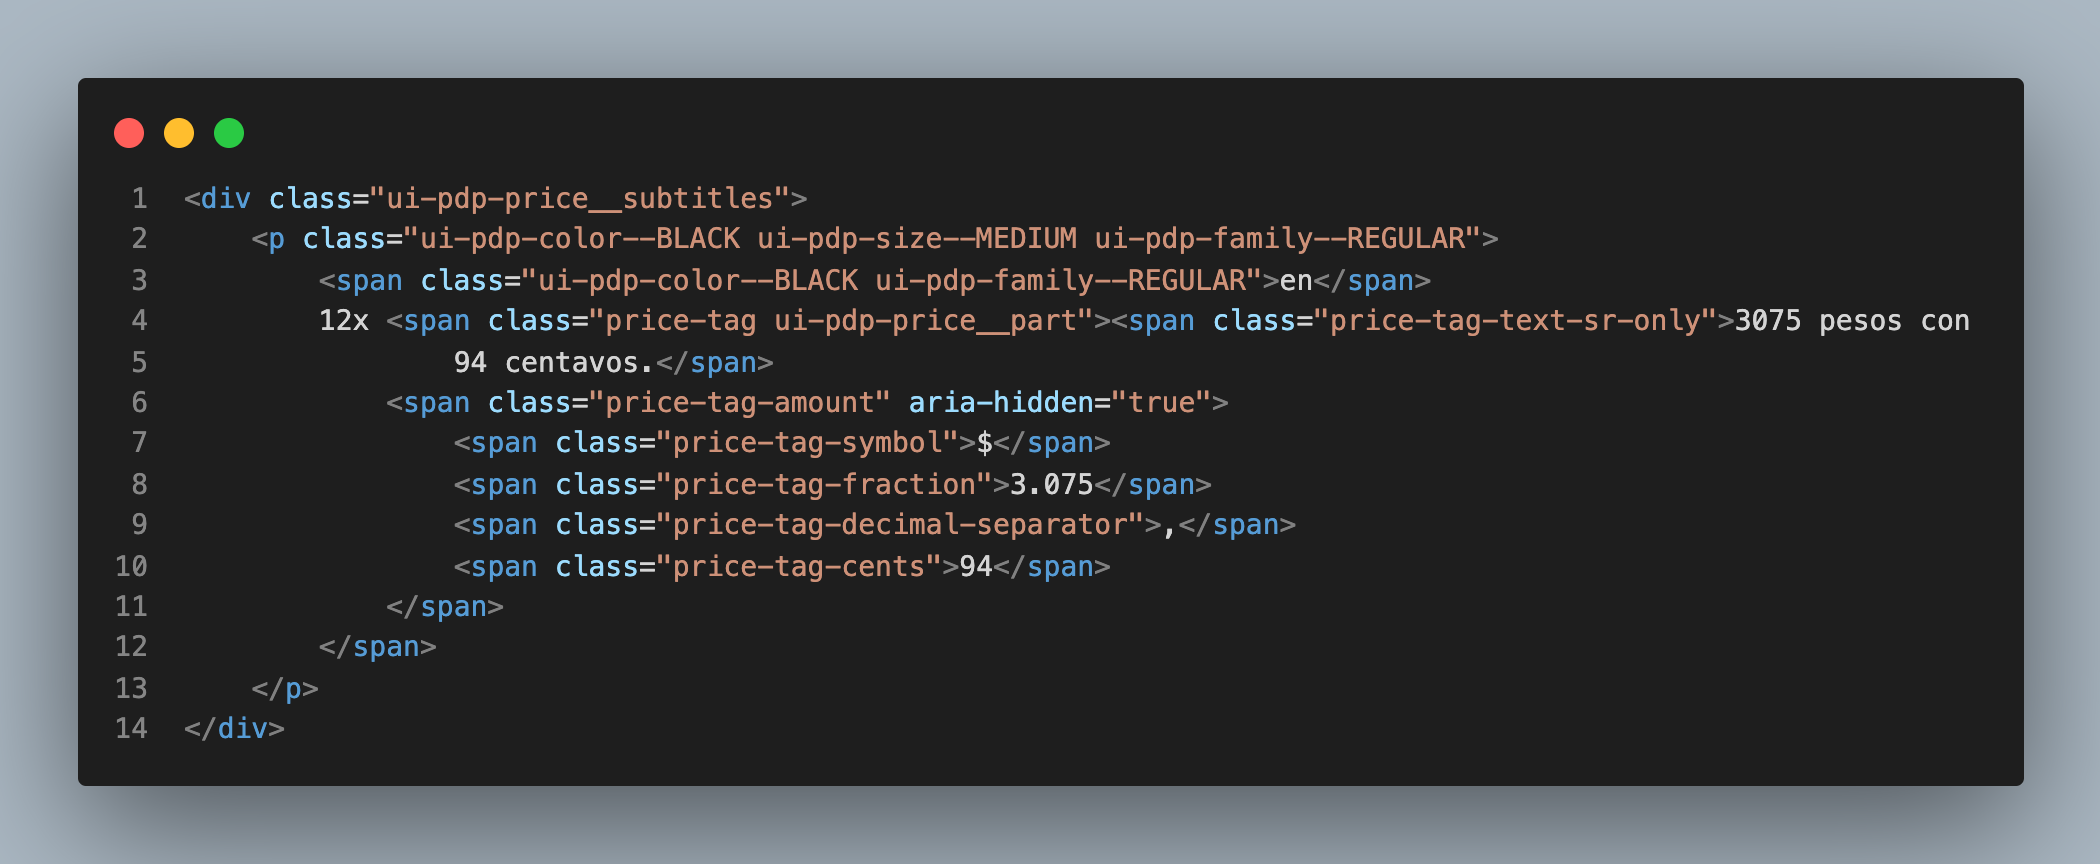 1 <div class="ui-pdp-price__subtitles">
2 <p class="ui-pdp-color--BLACK ui-pdp-size--MEDIUM ui-pdp-family--REGULAR">
3 <span class="ui-pdp-color--BLACK ui-pdp-family--REGULAR">en</span>
4 12x <span class="price-tag ui-pdp-price__part"><span class="price-tag-text-sr-only">3075 pesos con
5 94 centavos.</span>
6 <span class="price-tag-amount" aria-hidden="true">
7 <span class="price-tag-symbol">$</span>
8 <span class="price-tag-fraction">3.075</span>
9 <span class="price-tag-decimal-separator">,</span>
10 <span class="price-tag-cents">94</span>
11 </span>
12 </span>
13 </p>
14 </div>